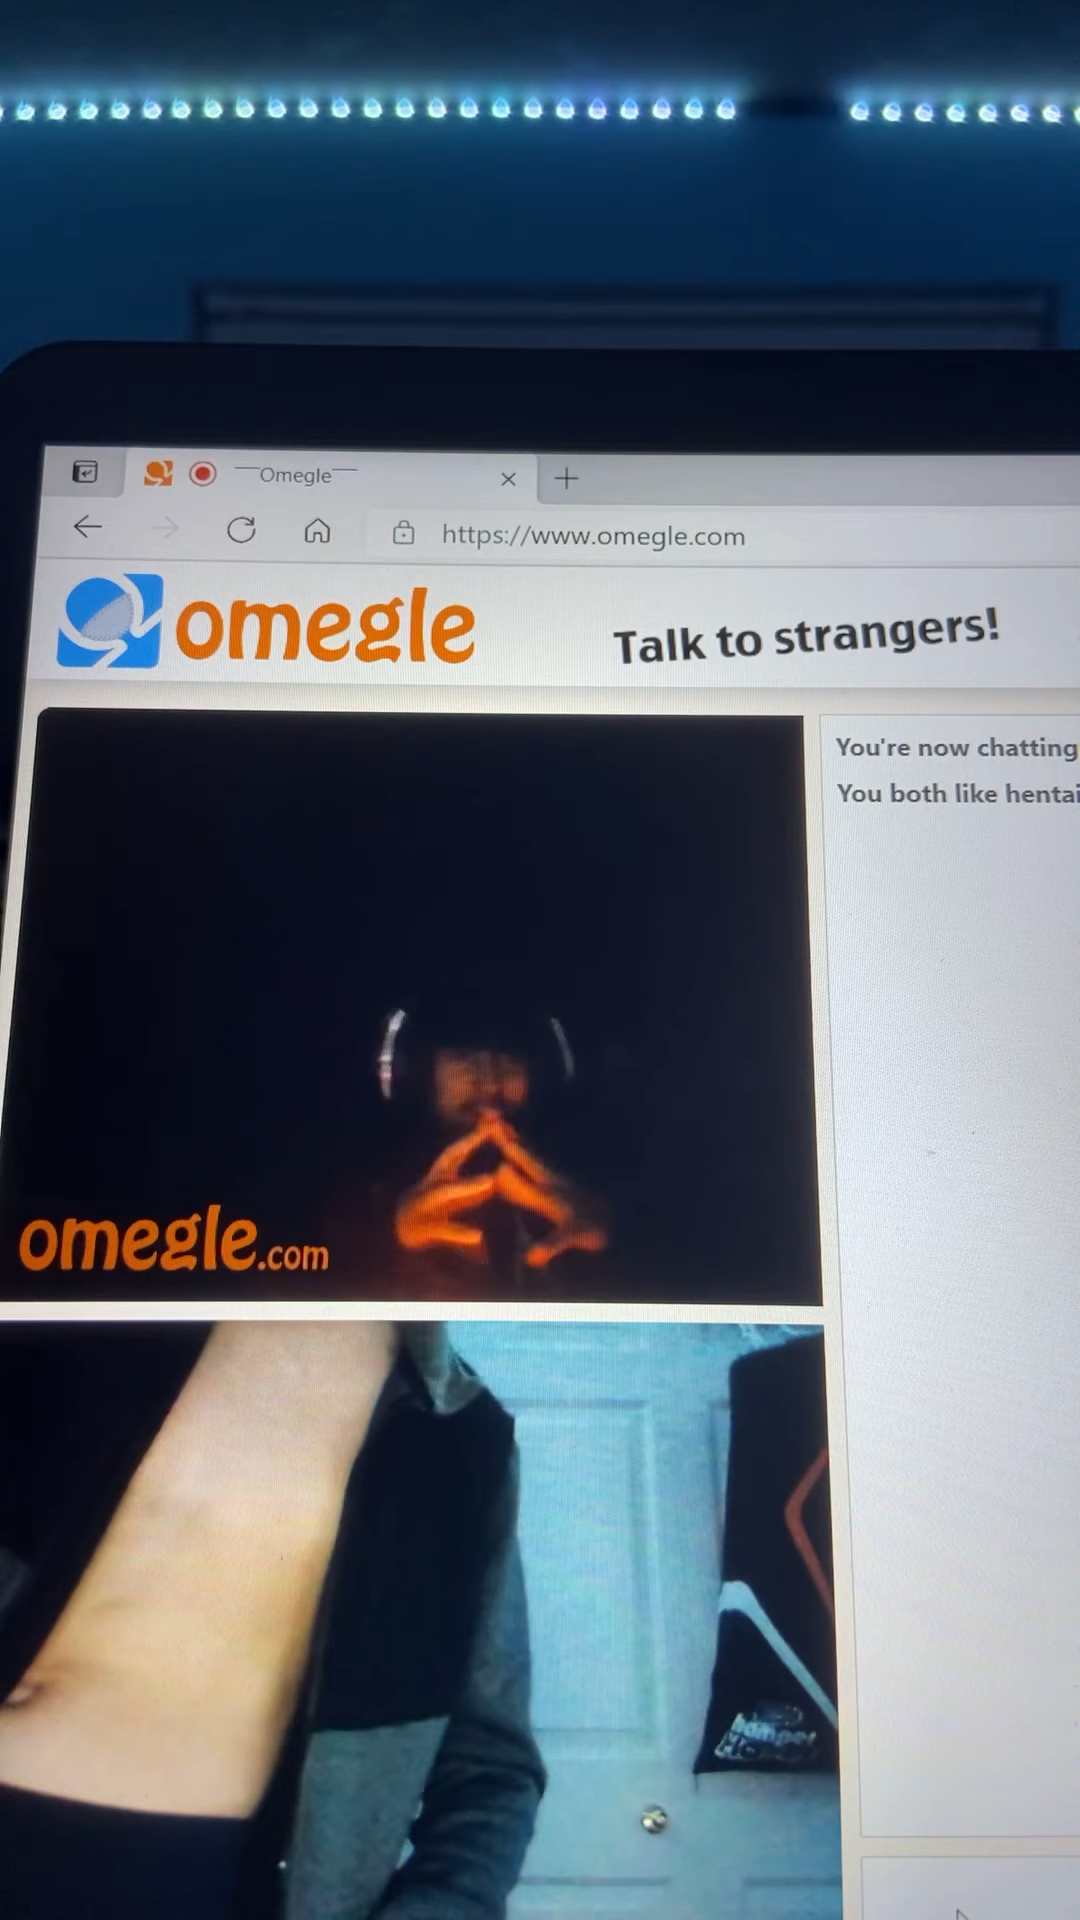 Omegle
https://www.omegle.com
omegle
Talk to strangers!
You're now chatting
You both like hentai
omegle.com
hamper